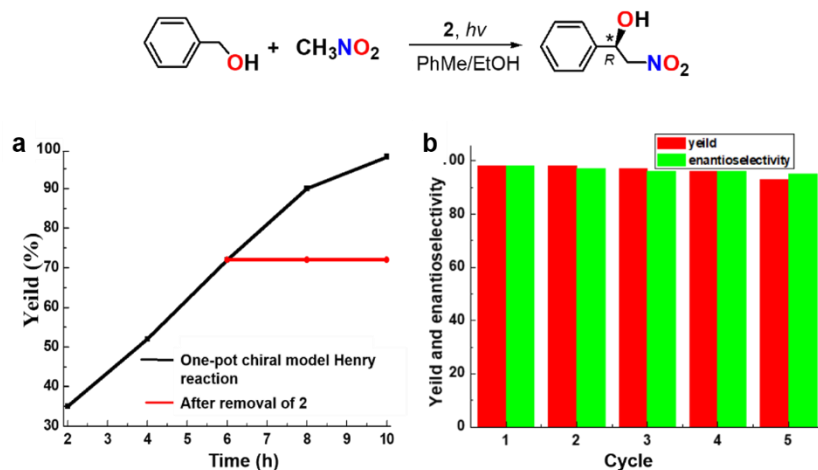 OH + CH3NO2 2, hv PhMe/EtOH OH * R NO2
a
100
90
80
70
60
50
40
30
Yeild (%)
2 3 4 5 6 7 8 9 10
Time (h)
One-pot chiral model Henry
reaction
After removal of 2
b
yeild
enantioselectivity
.00
80
60
40
20
0
Yeild and enantioselectivity
1 2 3 4 5
Cycle